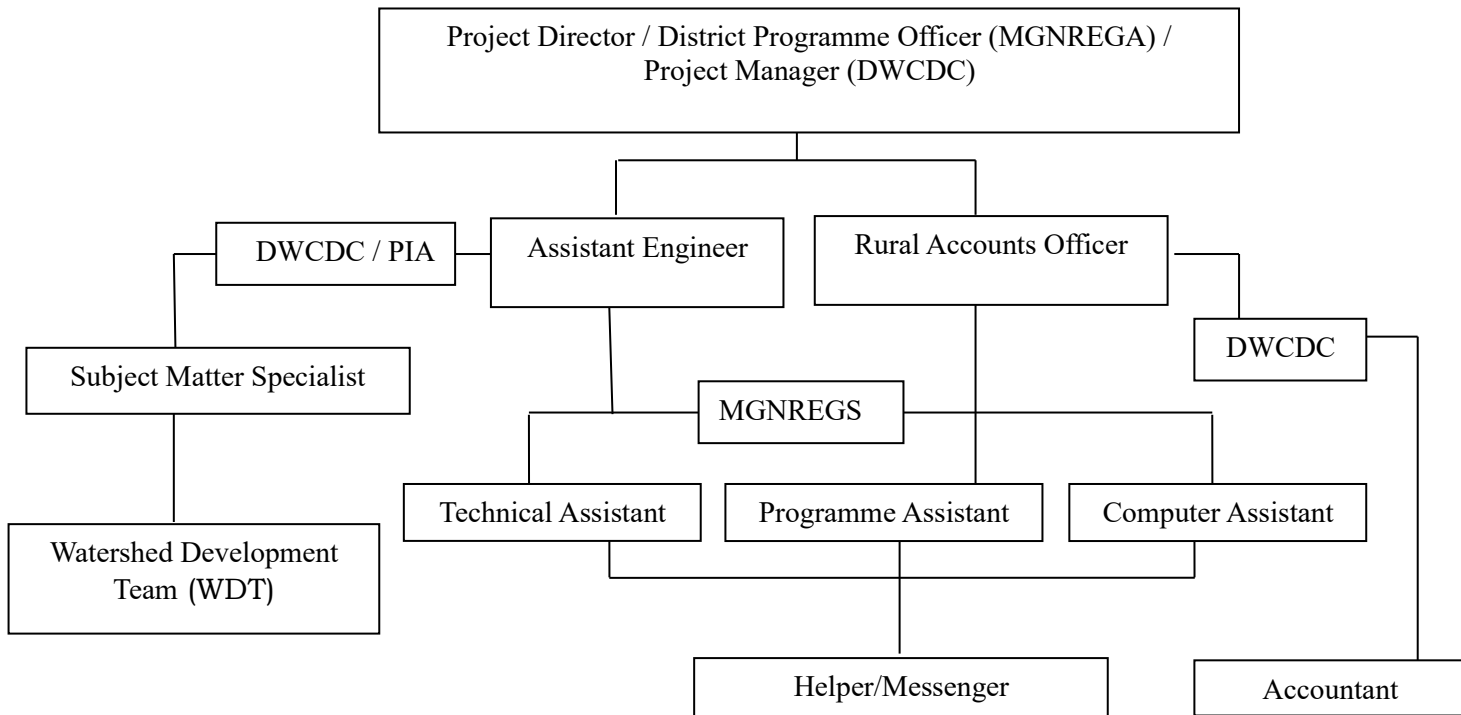 Project Director / District Programme Officer (MGNREGA) /
Project Manager (DWCDC)
DWCDC / PIA
Assistant Engineer
Rural Accounts Officer
DWCDC
Subject Matter Specialist
MGNREGS
Technical Assistant
Programme Assistant
Computer Assistant
Watershed Development
Team (WDT)
Helper/Messenger
Accountant